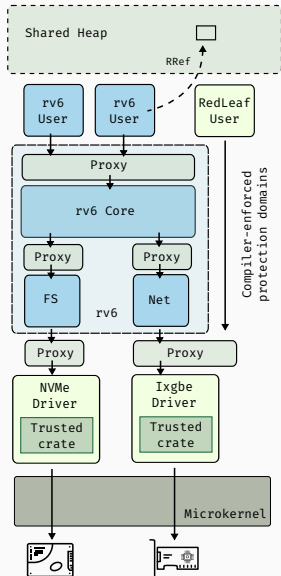 Shared Heap
RRef
rv6
User
rv6
User
RedLeaf
User
Proxy
rv6 Core
Compiler-enforced
protection domains
Proxy
Proxy
FS
rv6
Net
Proxy
Proxy
NVMe
Driver
Trusted
crate
Ixgbe
Driver
Trusted
crate
Microkernel